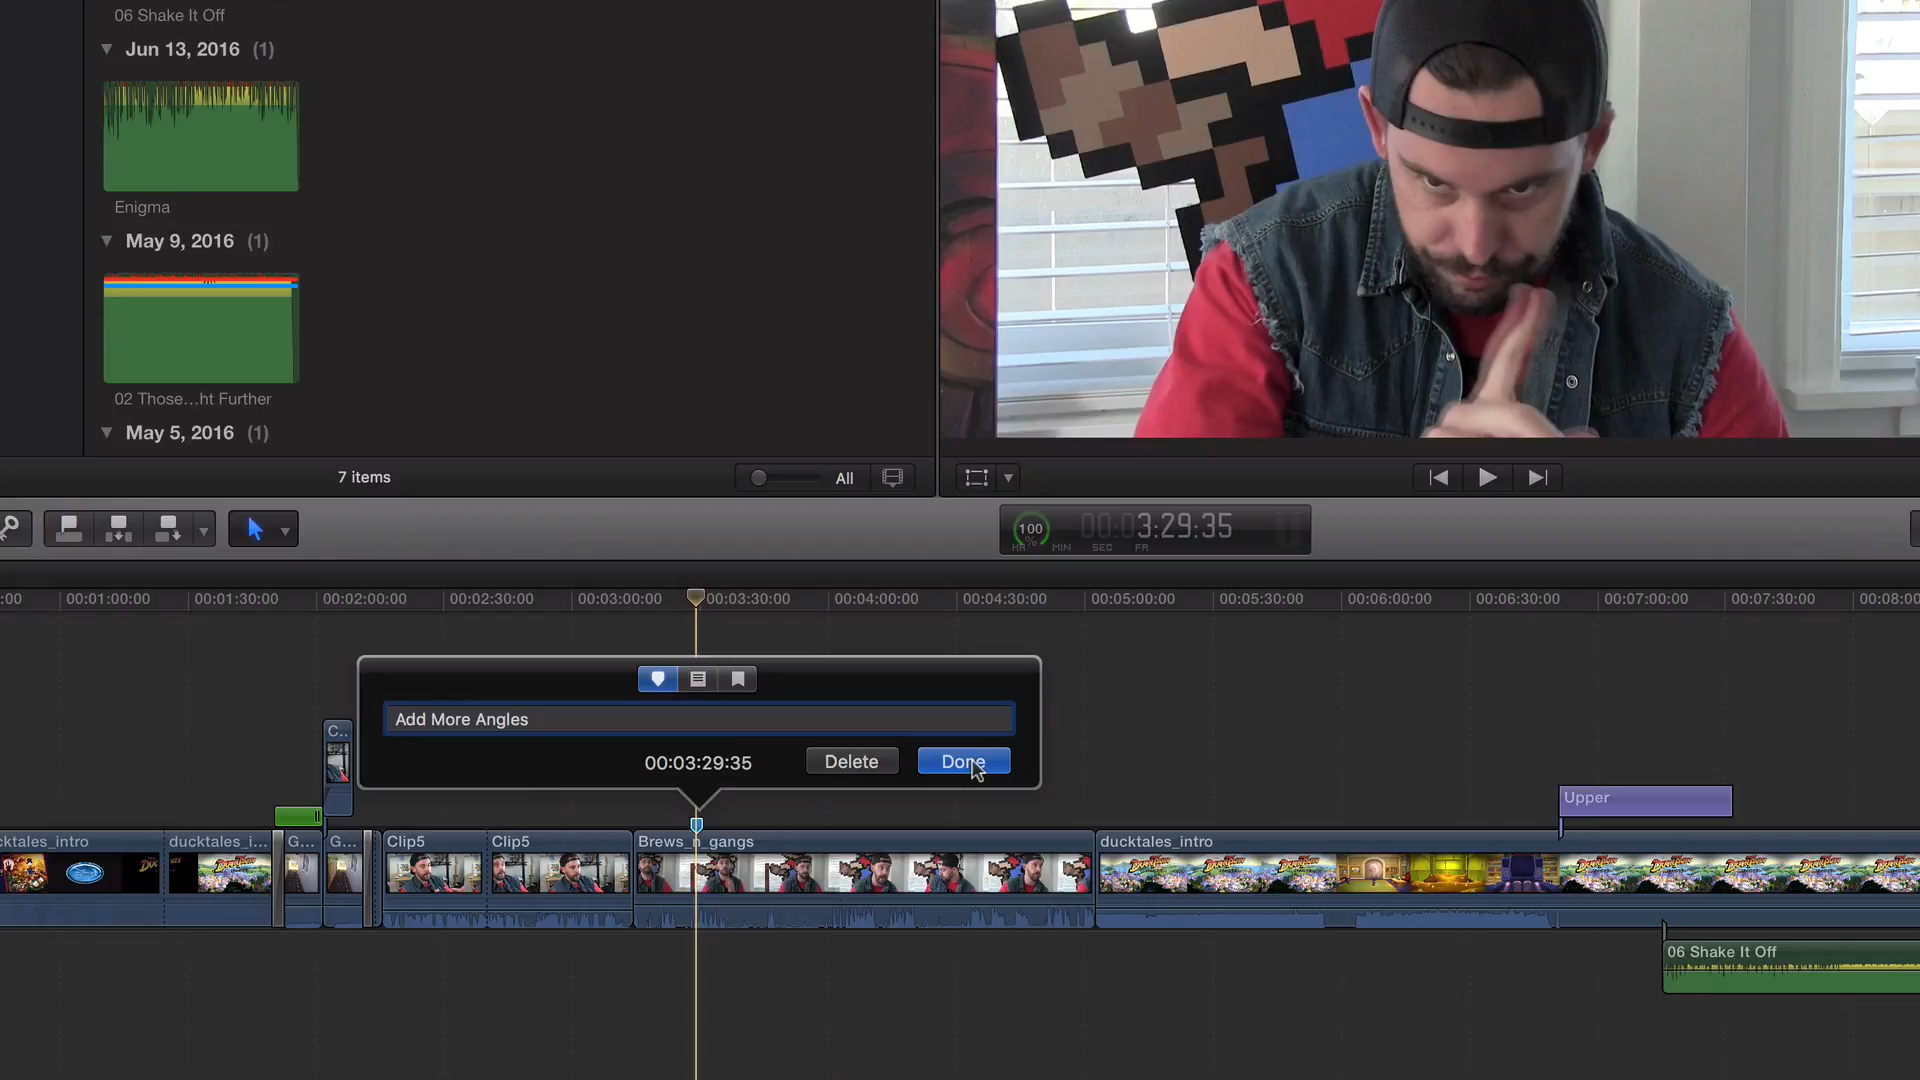 06 Shake It Off
Jun 13, 2016 (1)
Enigma
May 9, 2016 (1)
02 Those...ht Further
May 5, 2016 (1)
7 items
All
100
%
00:03:29:35
HR MIN SEC FR
:00 00:01:00:00 00:01:30:00 00:02:00:00 00:02:30:00 00:03:00:00 00:03:30:00 00:04:00:00 00:04:30:00 00:05:00:00 00:05:30:00 00:06:00:00 00:06:30:00 00:07:00:00 00:07:30:00 00:08:00
Add More Angles
00:03:29:35 Delete Done
C..
Upper
cktales_intro ducktales_i... G... G... Clip5 Clip5 Brews_n_gangs ducktales_intro
06 Shake It Off